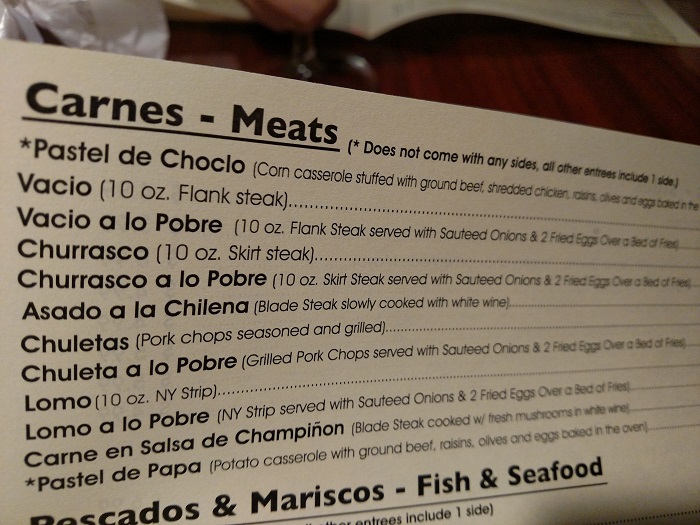 Carnes - Meats (* Does not come with any sides, all other entrees include 1 side.)
*Pastel de Choclo (Corn casserole stuffed with ground beef, shredded chicken, raisins, olives and eggs baked in the
Vacio (10 oz. Flank steak)
Vacio a lo Pobre (10 oz. Flank Steak served with Sauteed Onions & 2 Fried Eggs Over a Bed of Fries)
Churrasco (10 oz. Skirt steak)
Churrasco a lo Pobre (10 oz. Skirt Steak served with Sauteed Onions & 2 Fried Eggs Over a Bed of Fries)
Asado a la Chilena (Blade Steak slowly cooked with white wine)
Chuletas (Pork chops seasoned and grilled)
Chuleta a lo Pobre (Grilled Pork Chops served with Sauteed Onions & 2 Fried Eggs Over a Bed of Fries)
Lomo (10 oz. NY Strip)
Lomo a lo Pobre (NY Strip served with Sauteed Onions & 2 Fried Eggs Over a Bed of Fries)
Carne en Salsa de Champiñon (Blade Steak cooked w/ fresh mushrooms in white wine)
*Pastel de Papa (Potato casserole with ground beef, raisins, olives and eggs baked in the oven)
Pescados & Mariscos - Fish & Seafood
other entrees include 1 side)